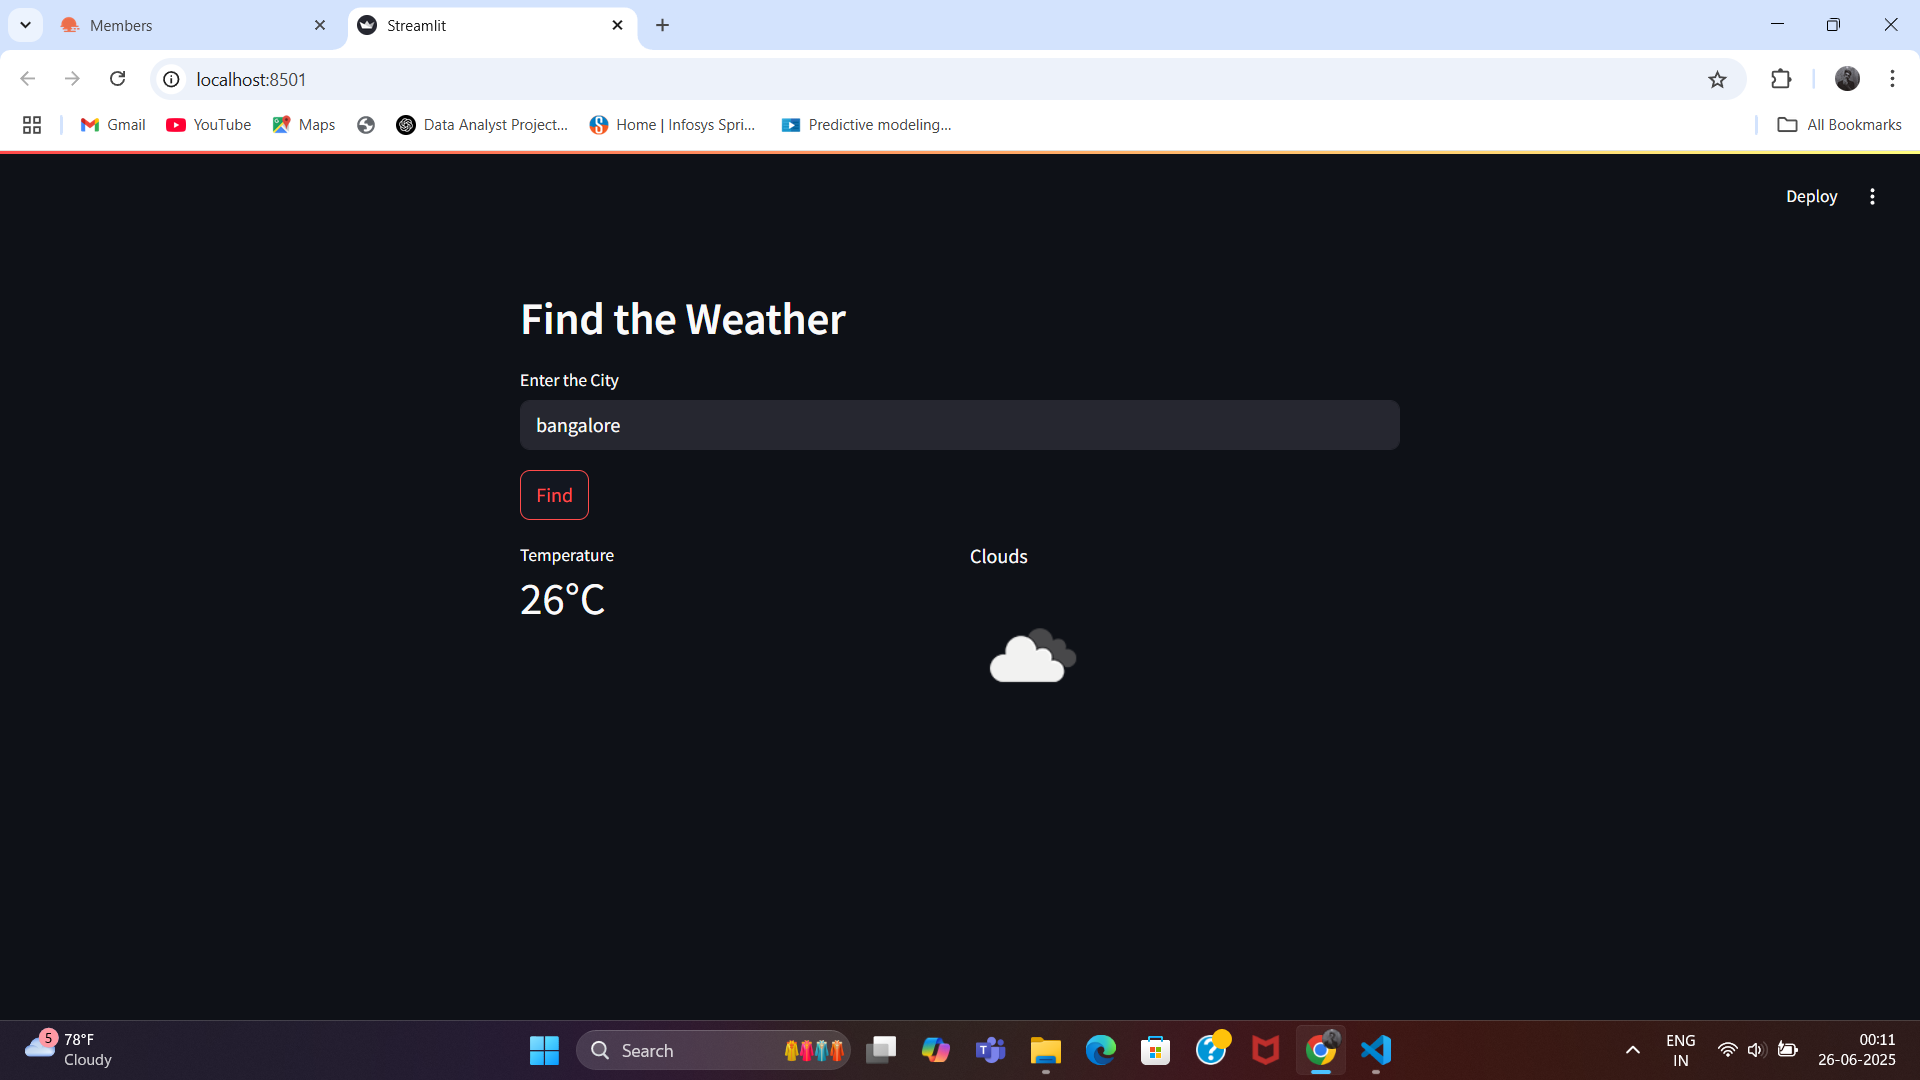 Members
Streamlit
localhost:8501
Gmail
YouTube
Maps
Data Analyst Project...
Home | Infosys Spri...
Predictive modeling...
All Bookmarks
Deploy
Find the Weather
Enter the City
bangalore
Find
Temperature
Clouds
26°C
5
78°F
Cloudy
Search
ENG
IN
00:11
26-06-2025